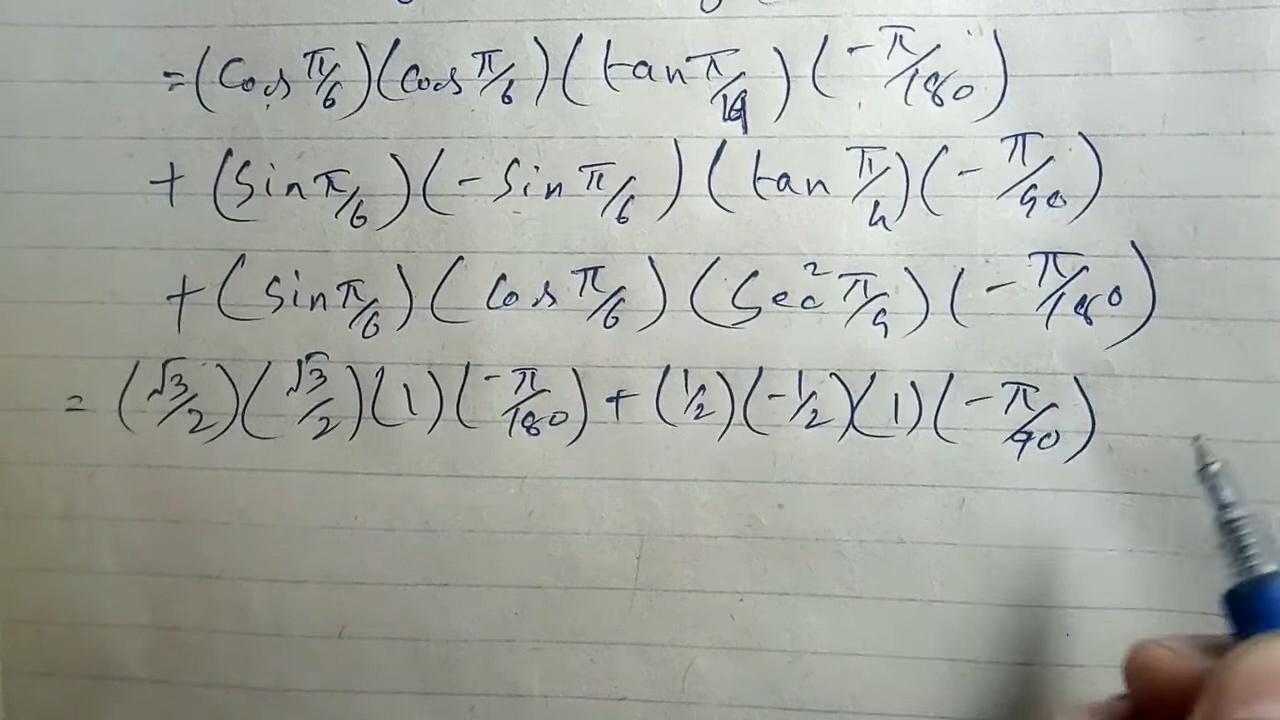 =(Cos π/6)(Cos π/6)(tan π/4)(-π/180)
+(Sin π/6)(-Sin π/6)(tan π/4)(-π/90)
+(Sin π/6)(Cos π/6)(Sec² π/4)(-π/180)
=(√3/2)(√3/2)(1)(-π/180)+(1/2)(-1/2)(1)(-π/90)